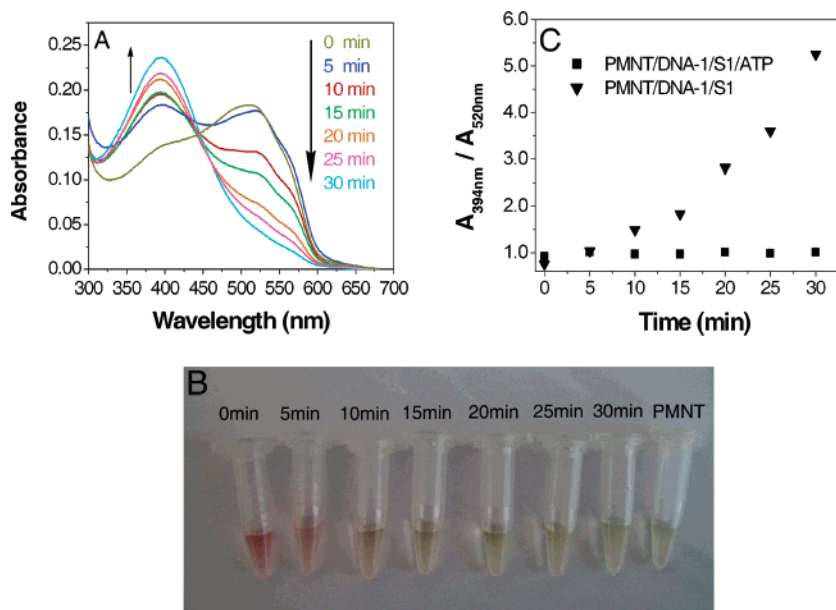 A
0.25
0.20
0.15
0.10
0.05
0.00
Absorbance
0 min
5 min
10 min
15 min
20 min
25 min
30 min
300 350 400 450 500 550 600 650 700
Wavelength (nm)
C
6.0
5.0
4.0
3.0
2.0
1.0
A394nm / A520nm
PMNT/DNA-1/S1/ATP
PMNT/DNA-1/S1
0 5 10 15 20 25 30
Time (min)
B
0min 5min 10min 15min 20min 25min 30min PMNT